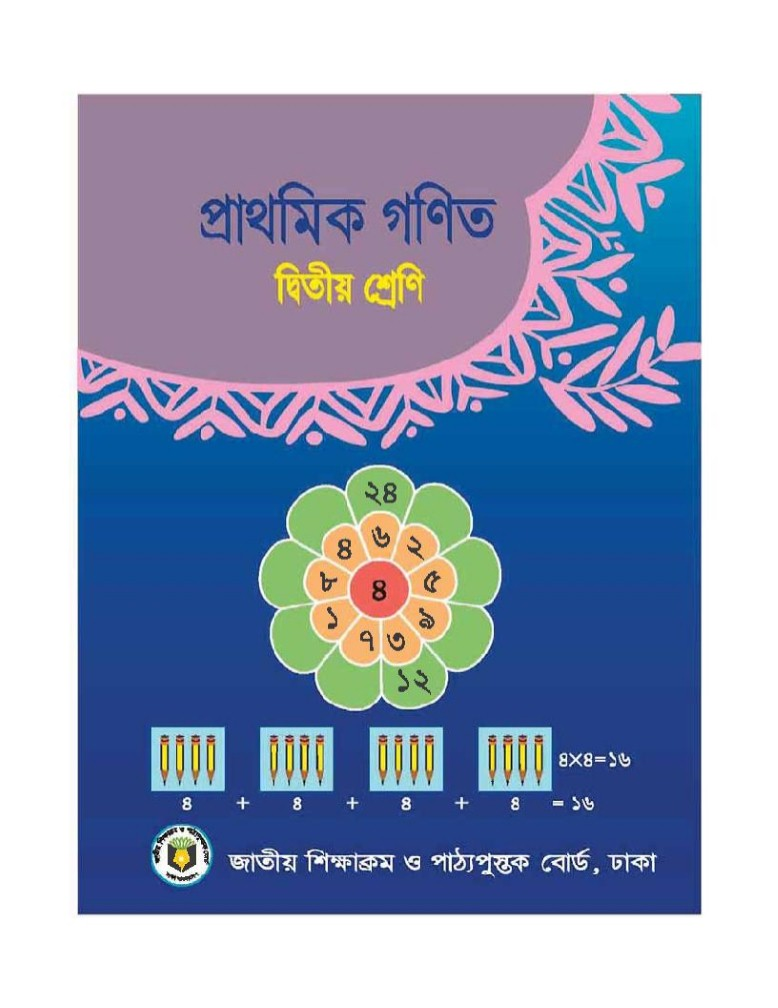 প্রাথমিক গণিত
দ্বিতীয় শ্রেণি
২৪
৪ ৬ ২
৮ ৪ ৫
১ ৯
৭ ৩
১২
৪×৪=১৬
৪ + ৪ + ৪ + ৪ = ১৬
জাতীয় শিক্ষাক্রম ও পাঠ্যপুস্তক বোর্ড, ঢাকা